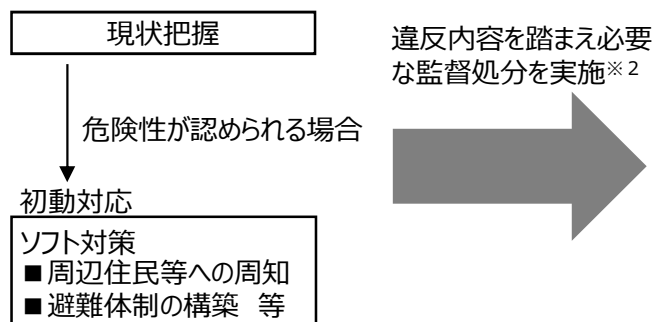 現状把握
危険性が認められる場合
初動対応
ソフト対策
■周辺住民等への周知
■避難体制の構築 等
違反内容を踏まえ必要
な監督処分を実施※2